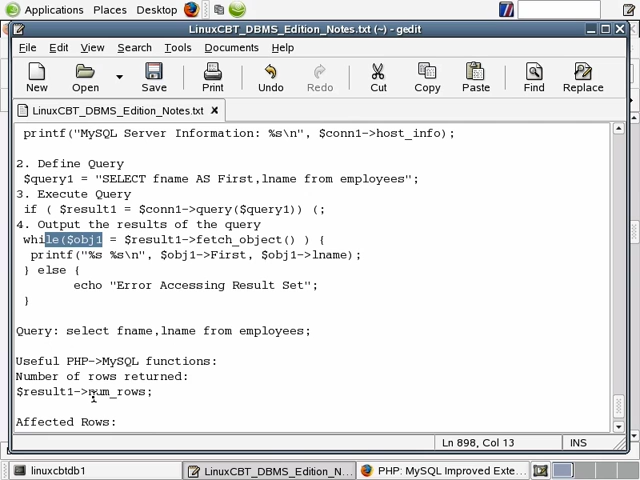 Applications Places Desktop
LinuxCBT_DBMS_Edition_Notes.txt (~) - gedit
File Edit View Search Tools Documents Help
New Open Save Print Undo Redo Cut Copy Paste Find Replace
LinuxCBT_DBMS_Edition_Notes.txt
printf("MySQL Server Information: %s\n", $conn1->host_info);
2. Define Query
$query1 = "SELECT fname AS First,lname from employees";
3. Execute Query
if ( $result1 = $conn1->query($query1)) (;
4. Output the results of the query
while($obj1 = $result1->fetch_object() ) {
printf("%s %s\n", $obj1->First, $obj1->lname);
} else {
echo "Error Accessing Result Set";
}
Query: select fname,lname from employees;
Useful PHP->MySQL functions:
Number of rows returned:
$result1->num_rows;
Affected Rows:
Ln 898, Col 13 INS
linuxcbtdb1 LinuxCBT_DBMS_Edition_N... PHP: MySQL Improved Exte...